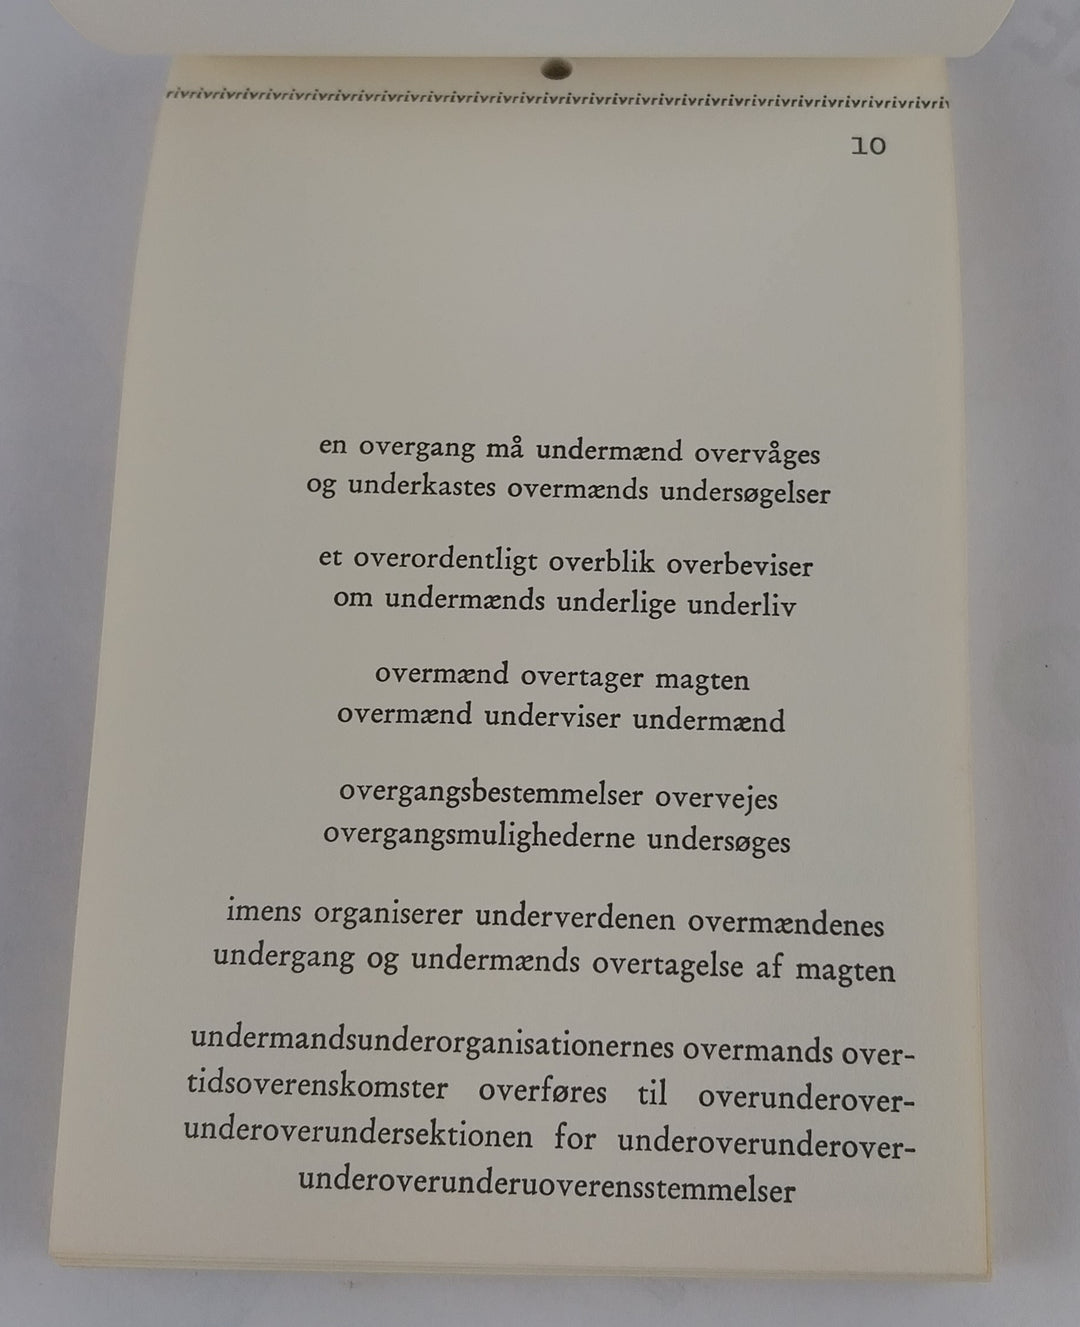 rivrivrivrivrivrivrivrivrivrivrivrivrivrivrivrivrivrivrivrivrivrivrivrivrivrivrivrivrivrivrivrivrivri
10
en overgang må undermænd overvåges
og underkastes overmænds undersøgelser
et overordentligt overblik overbeviser
om undermænds underlige underliv
overmænd overtager magten
overmænd underviser undermænd
overgangsbestemmelser overvejes
overgangsmulighederne undersøges
imens organiserer underverdenen overmændenes
undergang og undermænds overtagelse af magten
undermandsunderorganisationernes overmands over-
tidsoverenskomster overføres til overunderover-
underoverundersektionen for underoverunderover-
underoverunderuoverensstemmelser